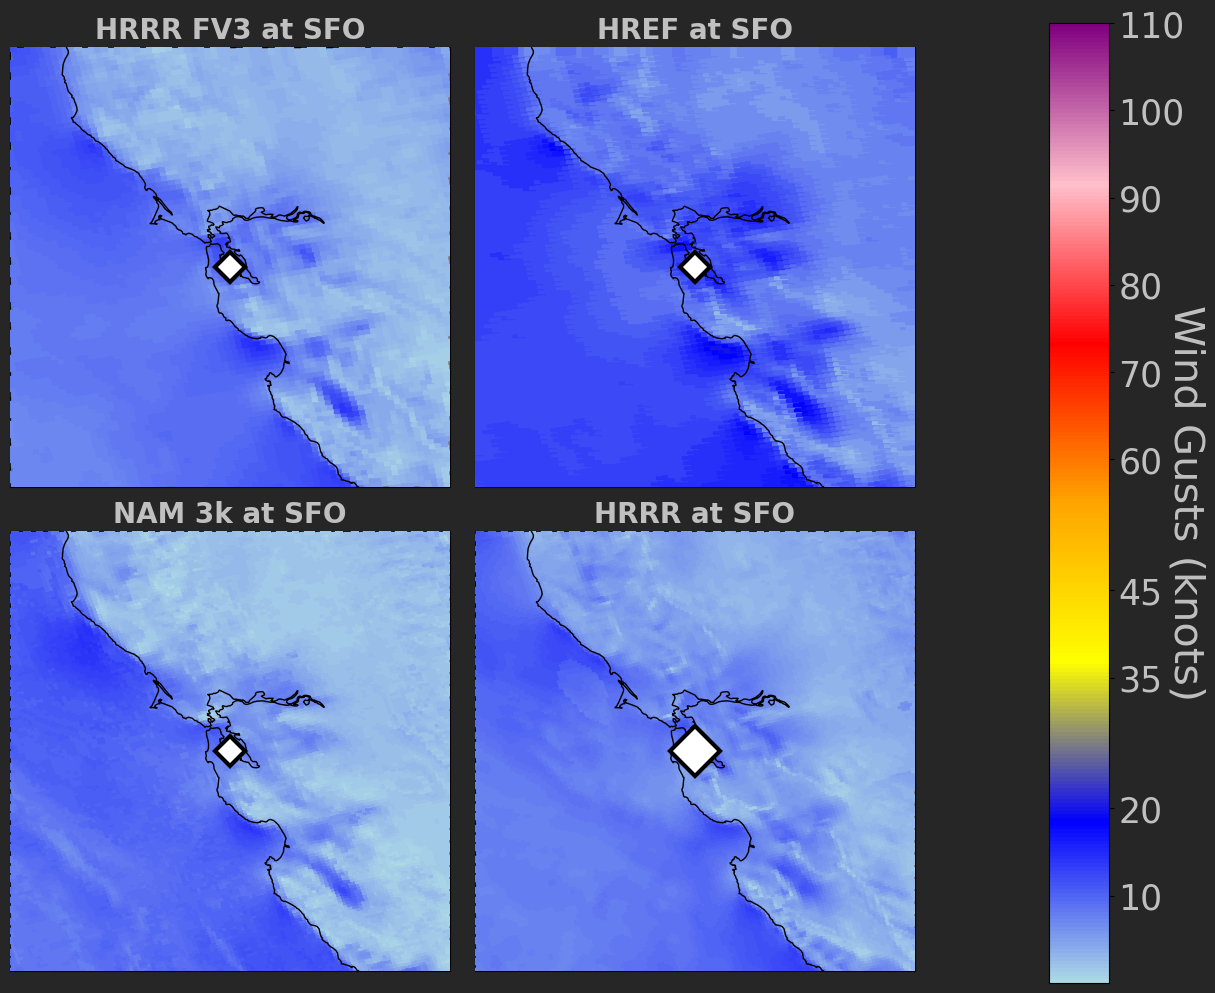 HRRR FV3 at SFO
HREF at SFO
NAM 3k at SFO
HRRR at SFO
110
100
90
80
70
60
45
35
20
10
Wind Gusts (knots)